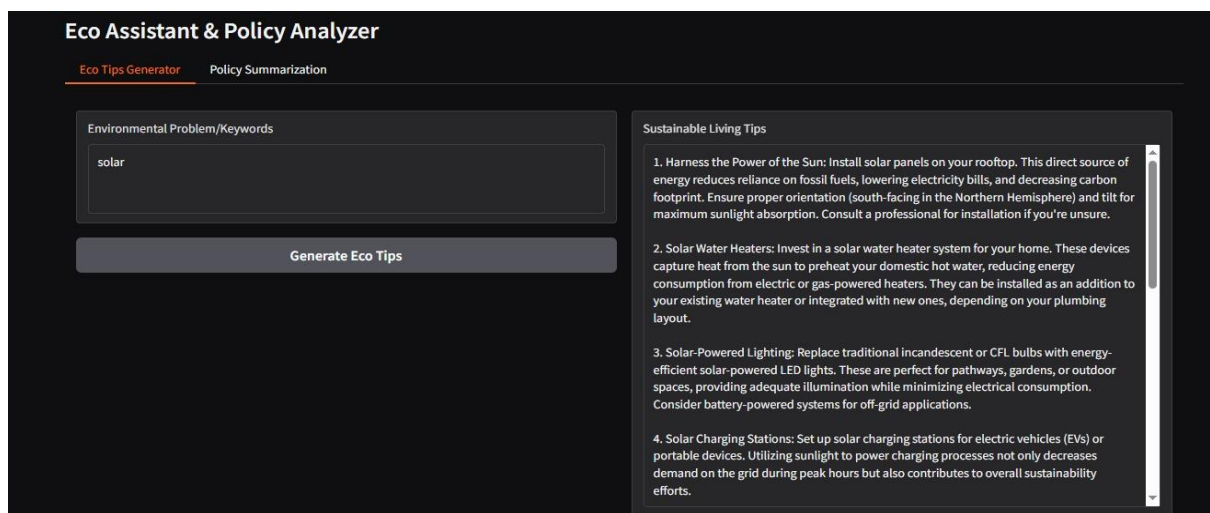 Eco Assistant & Policy Analyzer
Eco Tips Generator
Policy Summarization
Environmental Problem/Keywords
solar
Generate Eco Tips
Sustainable Living Tips
1. Harness the Power of the Sun: Install solar panels on your rooftop. This direct source of
energy reduces reliance on fossil fuels, lowering electricity bills, and decreasing carbon
footprint. Ensure proper orientation (south-facing in the Northern Hemisphere) and tilt for
maximum sunlight absorption. Consult a professional for installation if you're unsure.
2. Solar Water Heaters: Invest in a solar water heater system for your home. These devices
capture heat from the sun to preheat your domestic hot water, reducing energy
consumption from electric or gas-powered heaters. They can be installed as an addition to
your existing water heater or integrated with new ones, depending on your plumbing
layout.
3. Solar-Powered Lighting: Replace traditional incandescent or CFL bulbs with energy-
efficient solar-powered LED lights. These are perfect for pathways, gardens, or outdoor
spaces, providing adequate illumination while minimizing electrical consumption.
Consider battery-powered systems for off-grid applications.
4. Solar Charging Stations: Set up solar charging stations for electric vehicles (EVs) or
portable devices. Utilizing sunlight to power charging processes not only decreases
demand on the grid during peak hours but also contributes to overall sustainability
efforts.